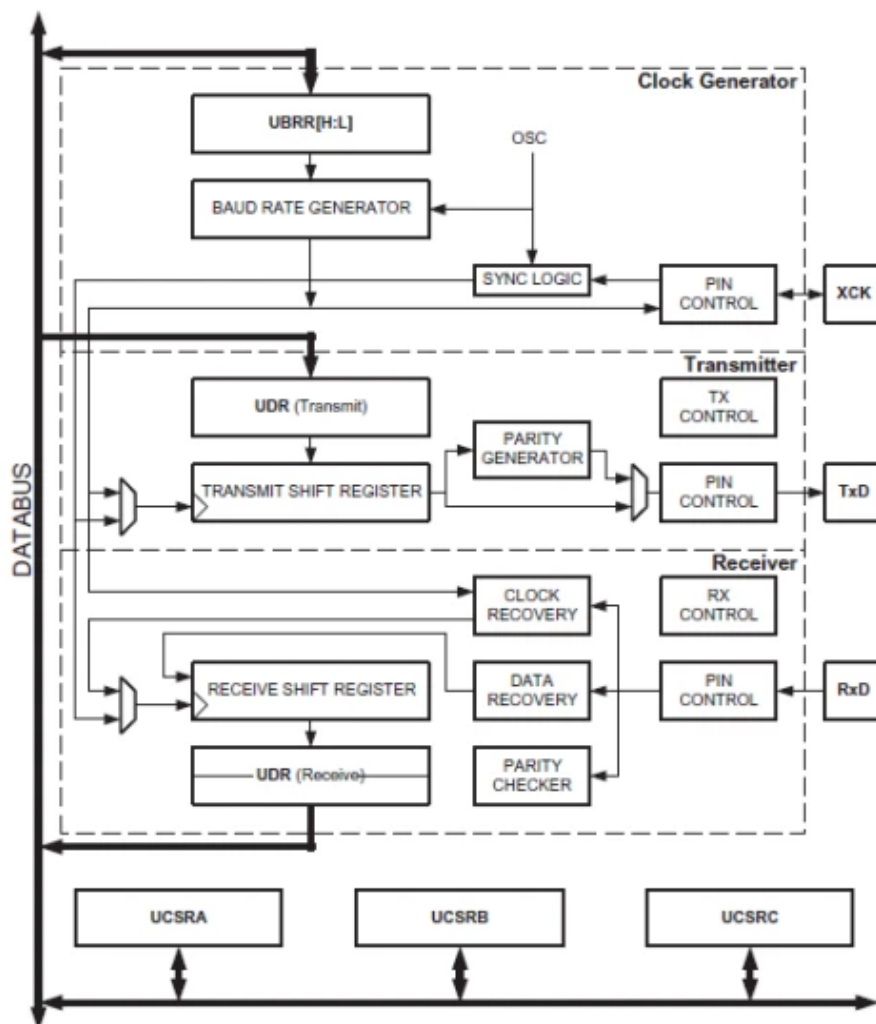 Clock Generator
UBRR[H:L]
OSC
BAUD RATE GENERATOR
SYNC LOGIC
PIN
CONTROL
XCK
Transmitter
UDR (Transmit)
TX
CONTROL
PARITY
GENERATOR
TRANSMIT SHIFT REGISTER
PIN
CONTROL
TxD
DATABUS
Receiver
CLOCK
RECOVERY
RX
CONTROL
RECEIVE SHIFT REGISTER
DATA
RECOVERY
PIN
CONTROL
RxD
UDR (Receive)
PARITY
CHECKER
UCSRA
UCSRB
UCSRC